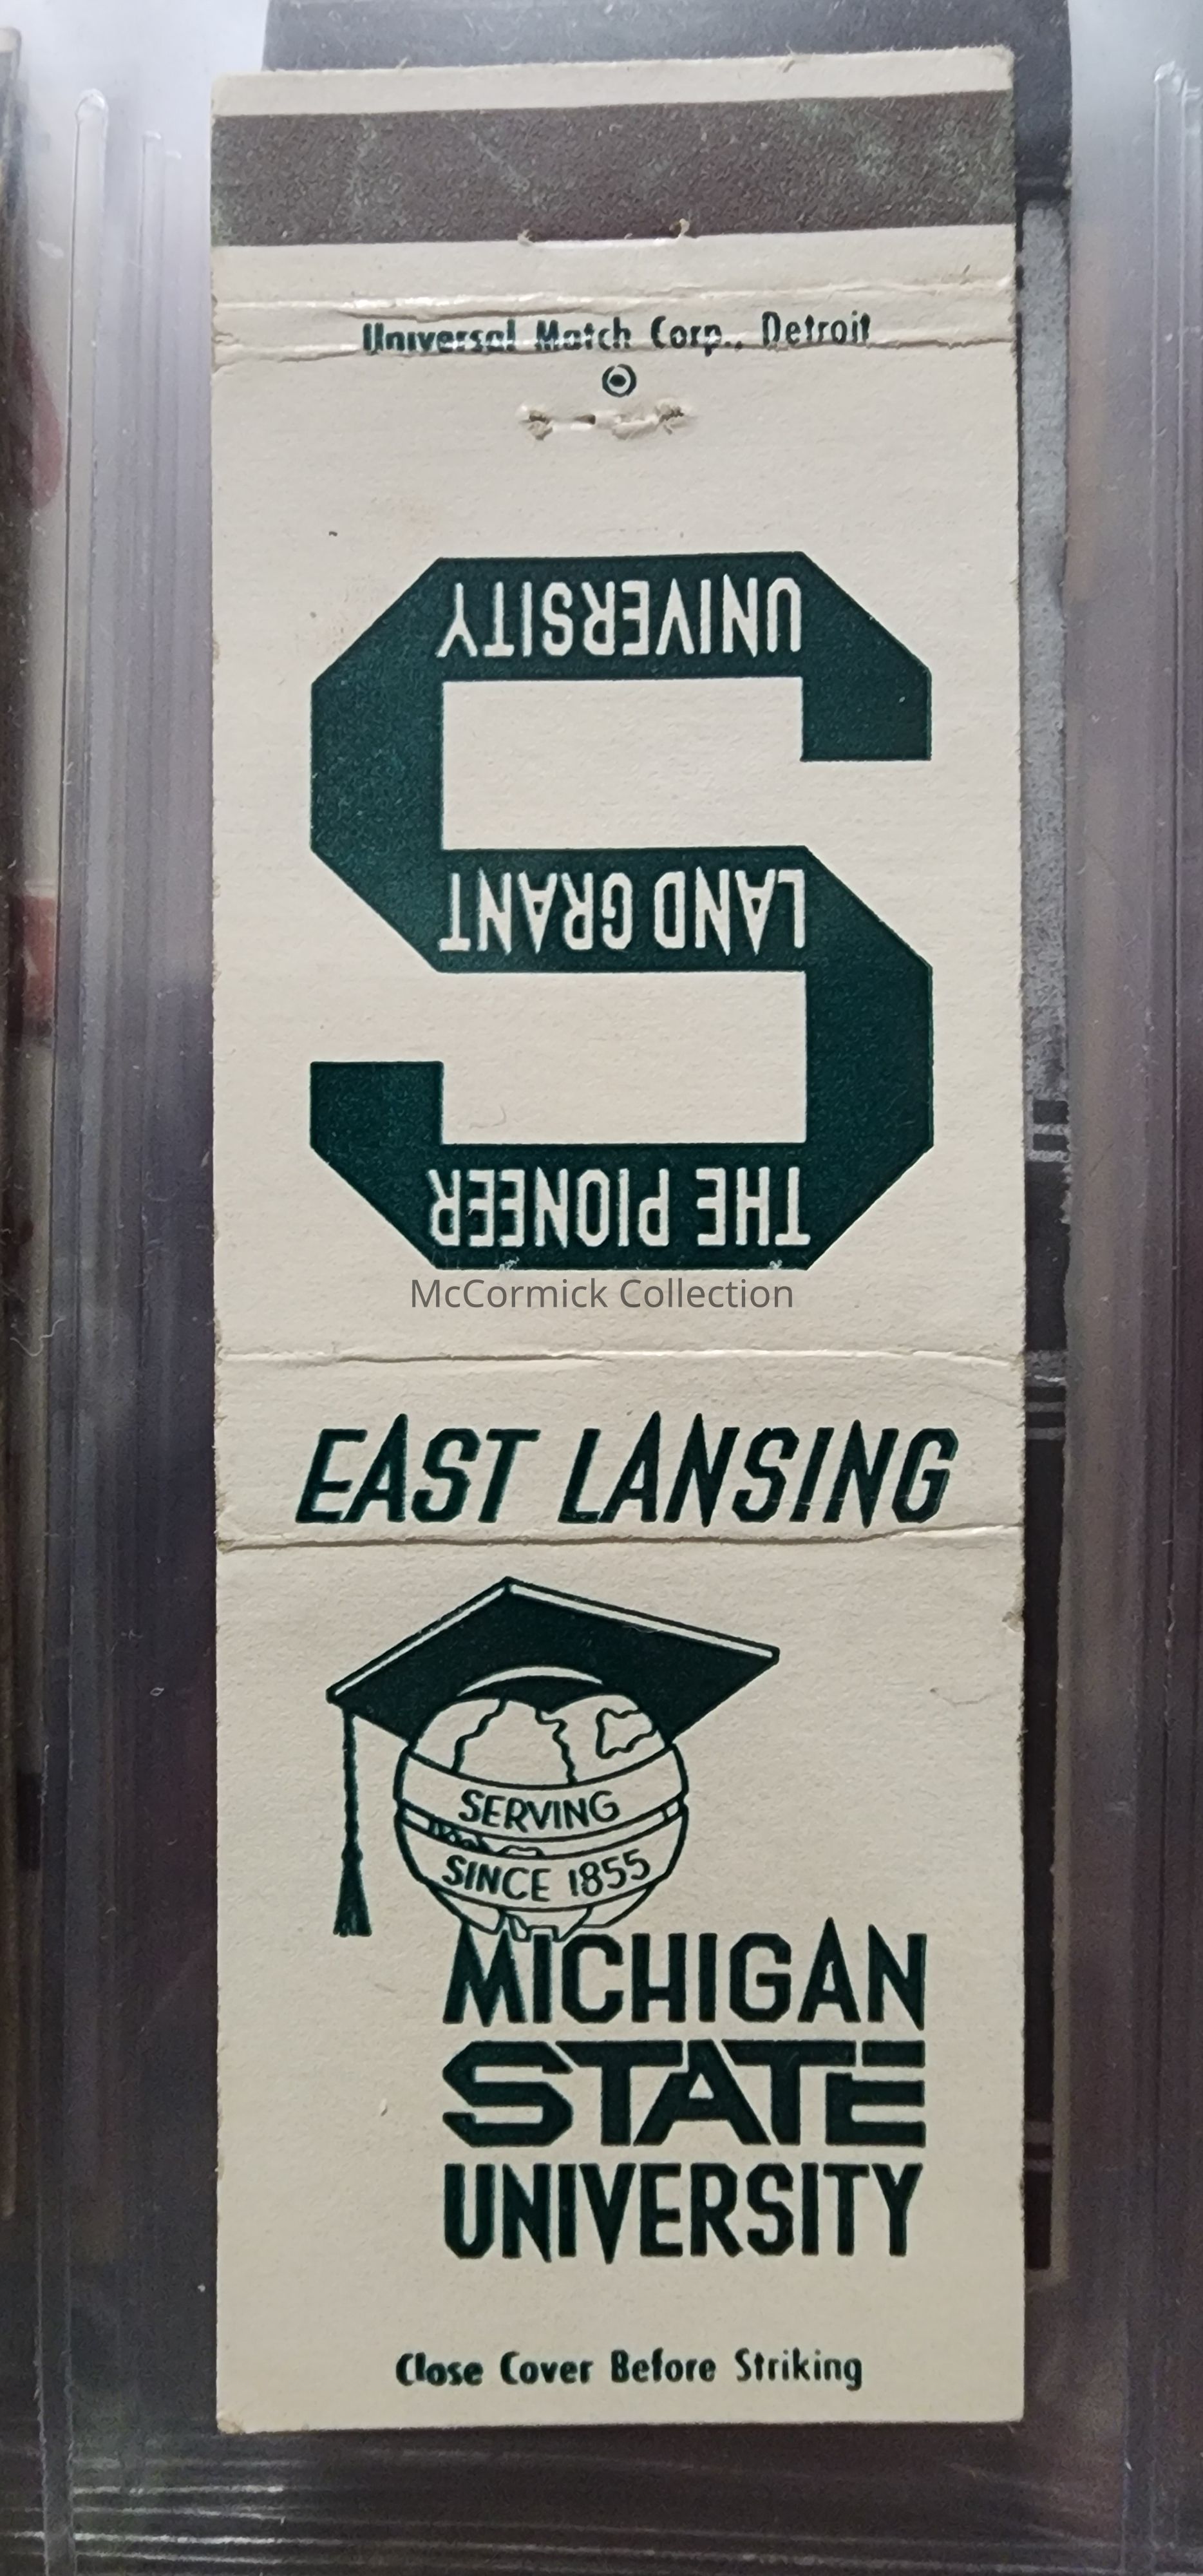 Universal Match Corp., Detroit
THE PIONEER
LAND GRANT
UNIVERSITY
McCormick Collection
EAST LANSING
SERVING
SINCE 1855
MICHIGAN
STATE
UNIVERSITY
Close Cover Before Striking